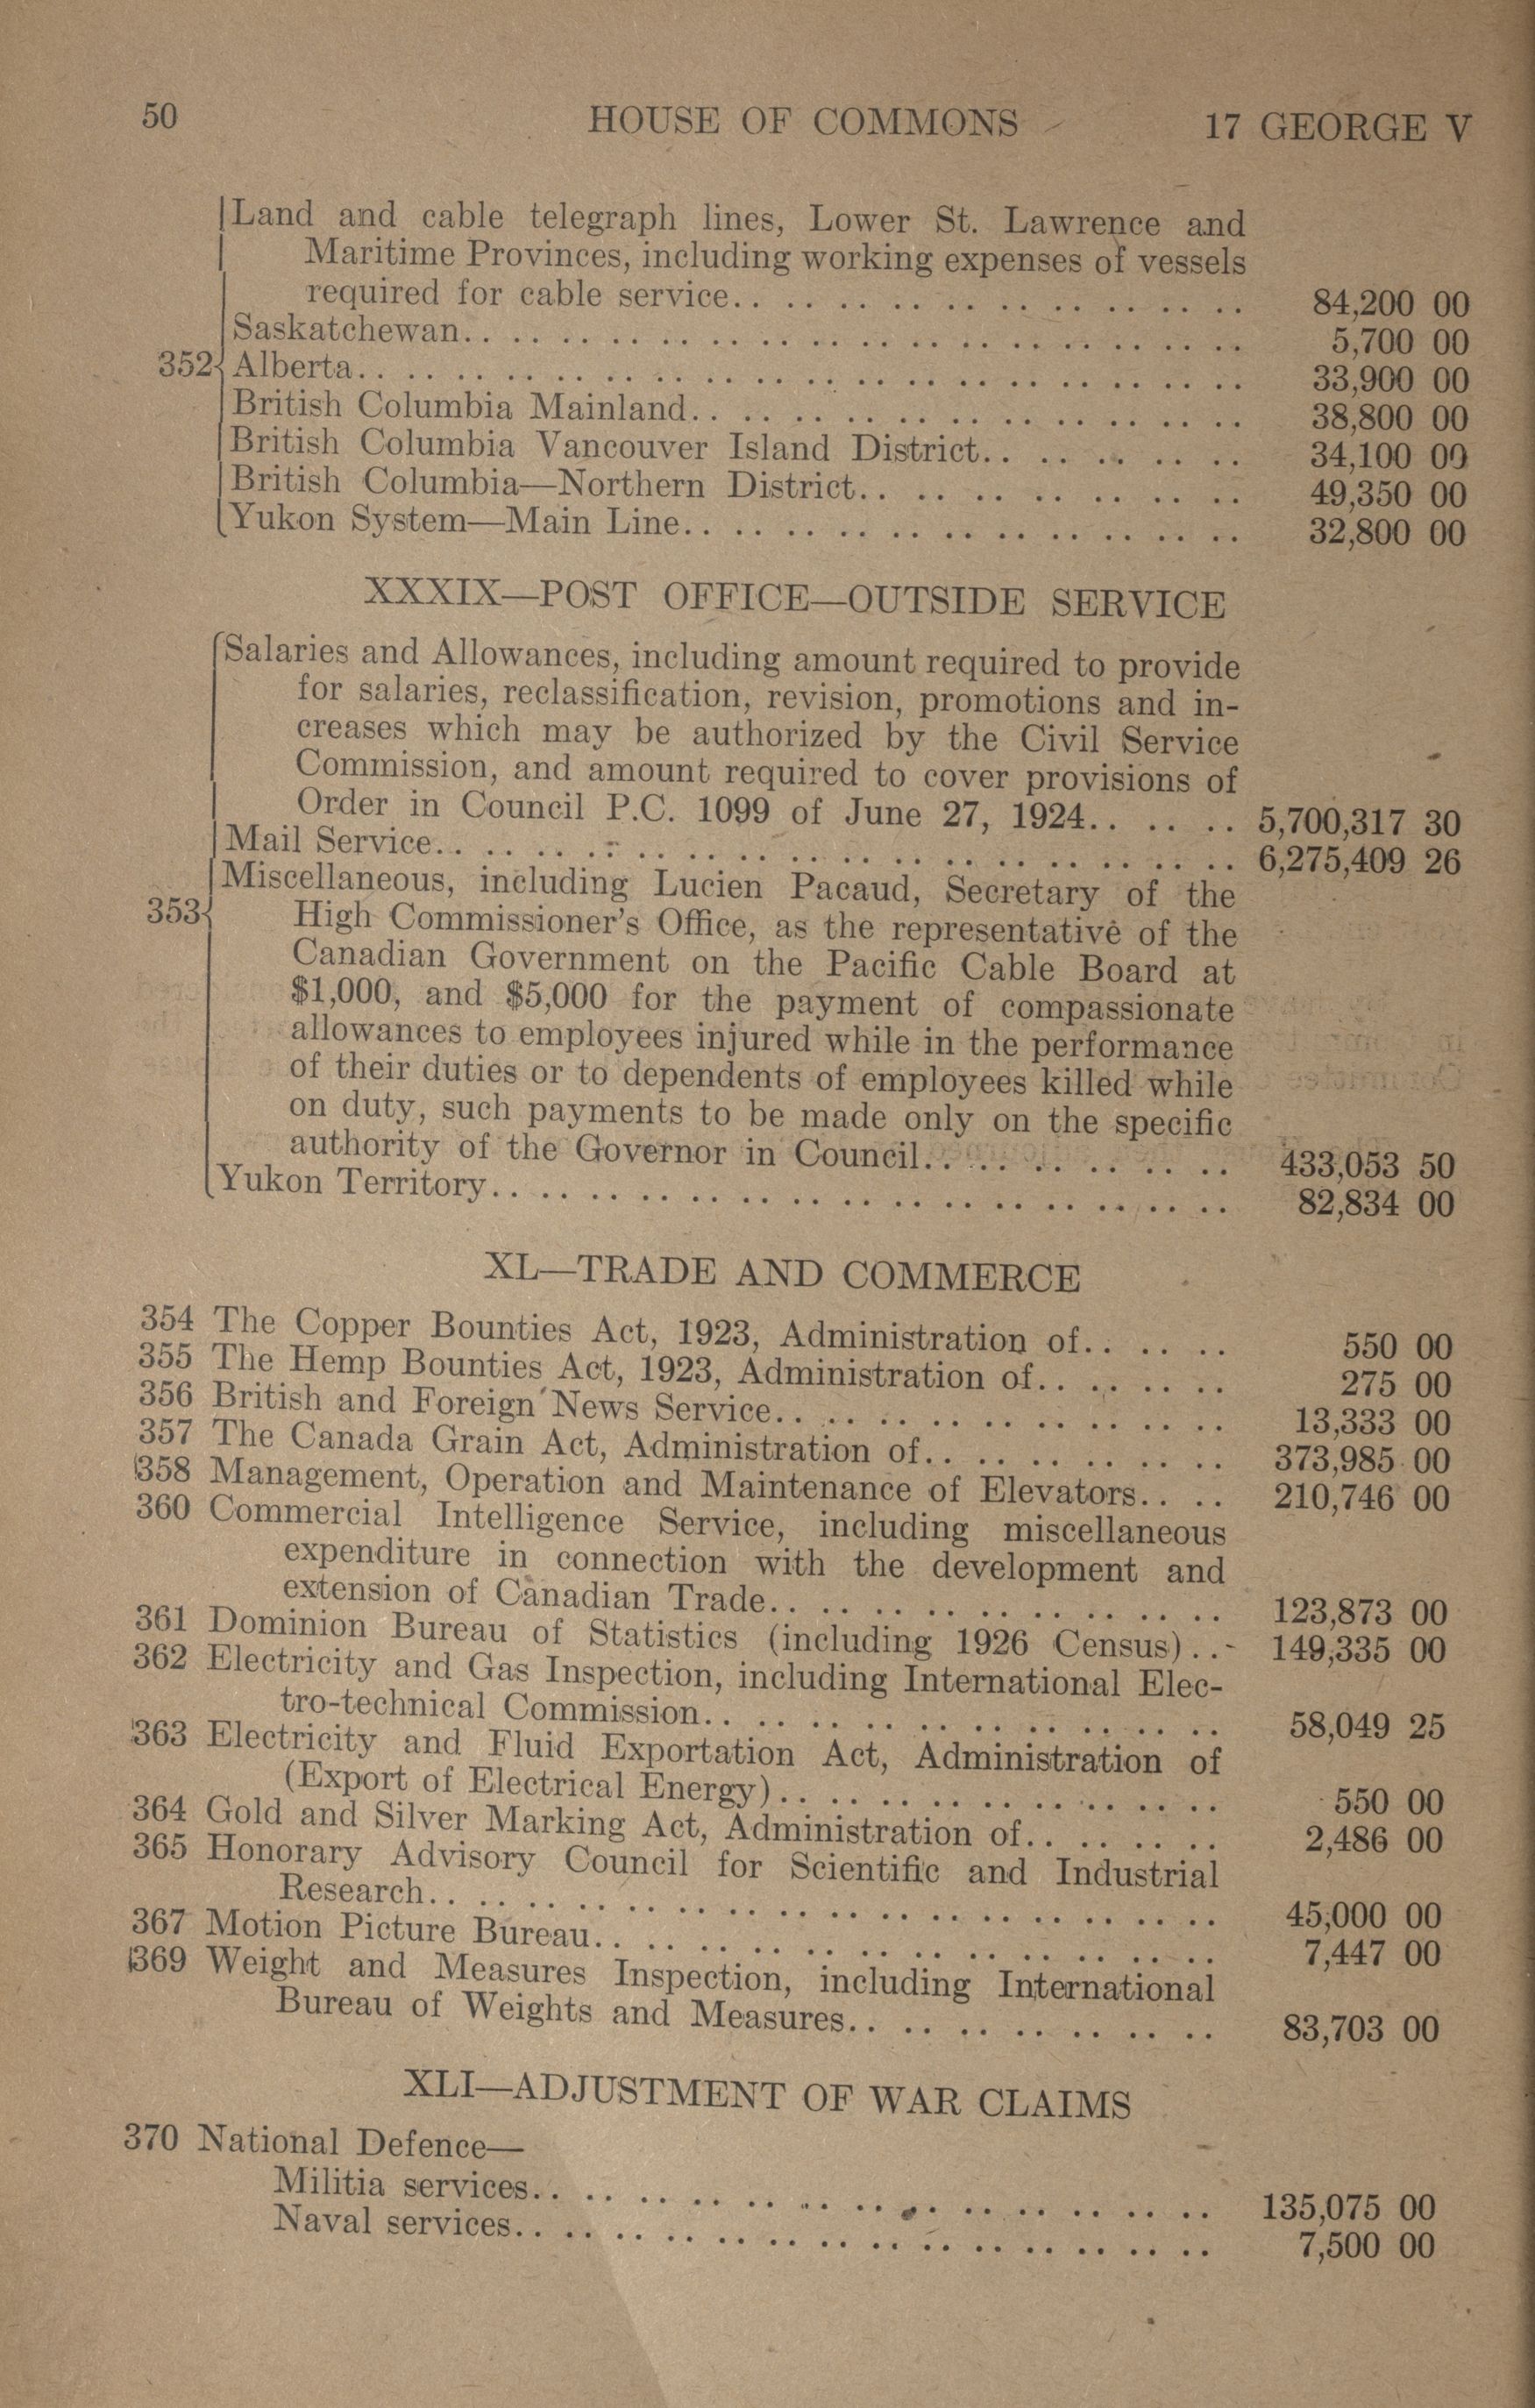 50 HOUSE OF COMMONS 17 GEORGE V
Land and cable telegraph lines, Lower St. Lawrence and
Maritime Provinces, including working expenses of vessels
required for cable service.. .. .. .. .. .. .. .. .. .. 84,200 00
Saskatchewan.. .. .. .. .. .. .. .. .. .. .. .. .. .. .. 5,700 00
352 Alberta.. .. .. .. .. .. .. .. .. .. .. .. .. .. .. .. .. 33,900 00
British Columbia Mainland.. .. .. .. .. .. .. .. .. .. .. 38,800 00
British Columbia Vancouver Island District.. .. .. .. .. 34,100 00
British Columbia—Northern District.. .. .. .. .. .. .. .. 49,350 00
Yukon System—Main Line.. .. .. .. .. .. .. .. .. .. .. 32,800 00
XXXIX—POST OFFICE—OUTSIDE SERVICE
Salaries and Allowances, including amount required to provide
for salaries, reclassification, revision, promotions and in-
creases which may be authorized by the Civil Service
Commission, and amount required to cover provisions of
Order in Council P.C. 1099 of June 27, 1924.. .. .. 5,700,317 30
Mail Service.. .. .. .. .. .. .. .. .. .. .. .. .. .. .. .. 6,275,409 26
Miscellaneous, including Lucien Pacaud, Secretary of the
353 High Commissioner's Office, as the representative of the
Canadian Government on the Pacific Cable Board at
$1,000, and $5,000 for the payment of compassionate
allowances to employees injured while in the performance
of their duties or to dependents of employees killed while
on duty, such payments to be made only on the specific
authority of the Governor in Council.. .. .. .. .. .. 433,053 50
Yukon Territory.. .. .. .. .. .. .. .. .. .. .. .. .. .. .. 82,834 00
XL—TRADE AND COMMERCE
354 The Copper Bounties Act, 1923, Administration of.. .. .. 550 00
355 The Hemp Bounties Act, 1923, Administration of.. .. .. .. 275 00
356 British and Foreign News Service.. .. .. .. .. .. .. .. .. 13,333 00
357 The Canada Grain Act, Administration of.. .. .. .. .. .. 373,985 00
358 Management, Operation and Maintenance of Elevators.. .. 210,746 00
360 Commercial Intelligence Service, including miscellaneous
expenditure in connection with the development and
extension of Canadian Trade.. .. .. .. .. .. .. .. .. 123,873 00
361 Dominion Bureau of Statistics (including 1926 Census).. 149,335 00
362 Electricity and Gas Inspection, including International Elec-
tro-technical Commission.. .. .. .. .. .. .. .. .. .. 58,049 25
363 Electricity and Fluid Exportation Act, Administration of
(Export of Electrical Energy).. .. .. .. .. .. .. .. .. 550 00
364 Gold and Silver Marking Act, Administration of.. .. .. .. 2,486 00
365 Honorary Advisory Council for Scientific and Industrial
Research.. .. .. .. .. .. .. .. .. .. .. .. .. .. .. .. 45,000 00
367 Motion Picture Bureau.. .. .. .. .. .. .. .. .. .. .. .. 7,447 00
369 Weight and Measures Inspection, including International
Bureau of Weights and Measures.. .. .. .. .. .. .. 83,703 00
XLI—ADJUSTMENT OF WAR CLAIMS
370 National Defence—
Militia services.. .. .. .. .. .. .. .. .. .. .. .. .. 135,075 00
Naval services.. .. .. .. .. .. .. .. .. .. .. .. .. .. 7,500 00